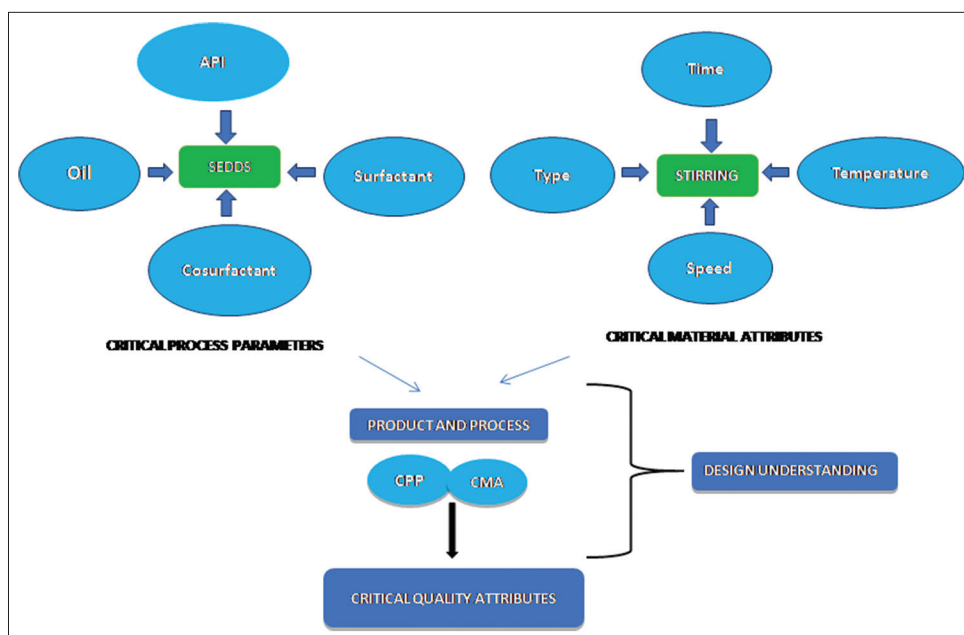 API
Oil
SEDDS
Surfactant
Cosurfactant
CRITICAL PROCESS PARAMETERS
Time
Type
STIRRING
Temperature
Speed
CRITICAL MATERIAL ATTRIBUTES
PRODUCT AND PROCESS
CPP
CMA
DESIGN UNDERSTANDING
CRITICAL QUALITY ATTRIBUTES